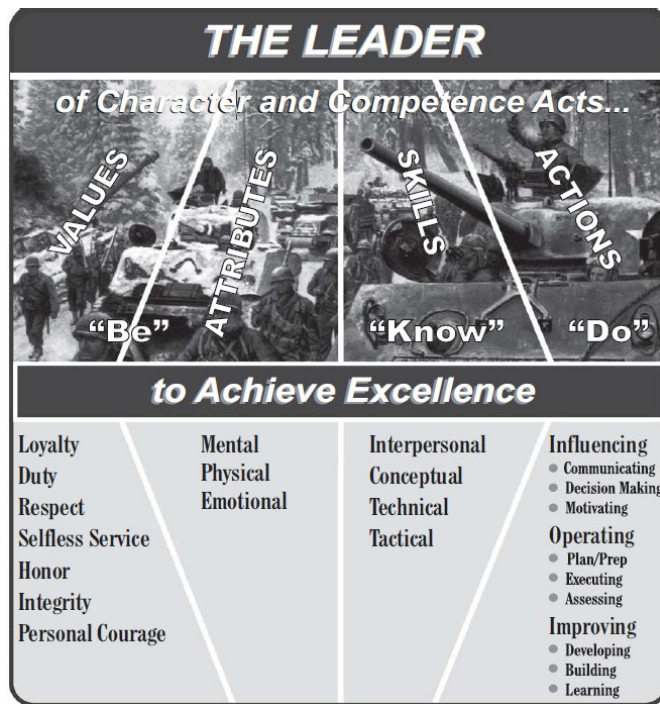 THE LEADER
of Character and Competence Acts...
VALUES
ATTRIBUTES
SKILLS
ACTIONS
“Be”
“Know”
“Do”
to Achieve Excellence
Loyalty
Duty
Respect
Selfless Service
Honor
Integrity
Personal Courage
Mental
Physical
Emotional
Interpersonal
Conceptual
Technical
Tactical
Influencing
Communicating
Decision Making
Motivating
Operating
Plan/Prep
Executing
Assessing
Improving
Developing
Building
Learning